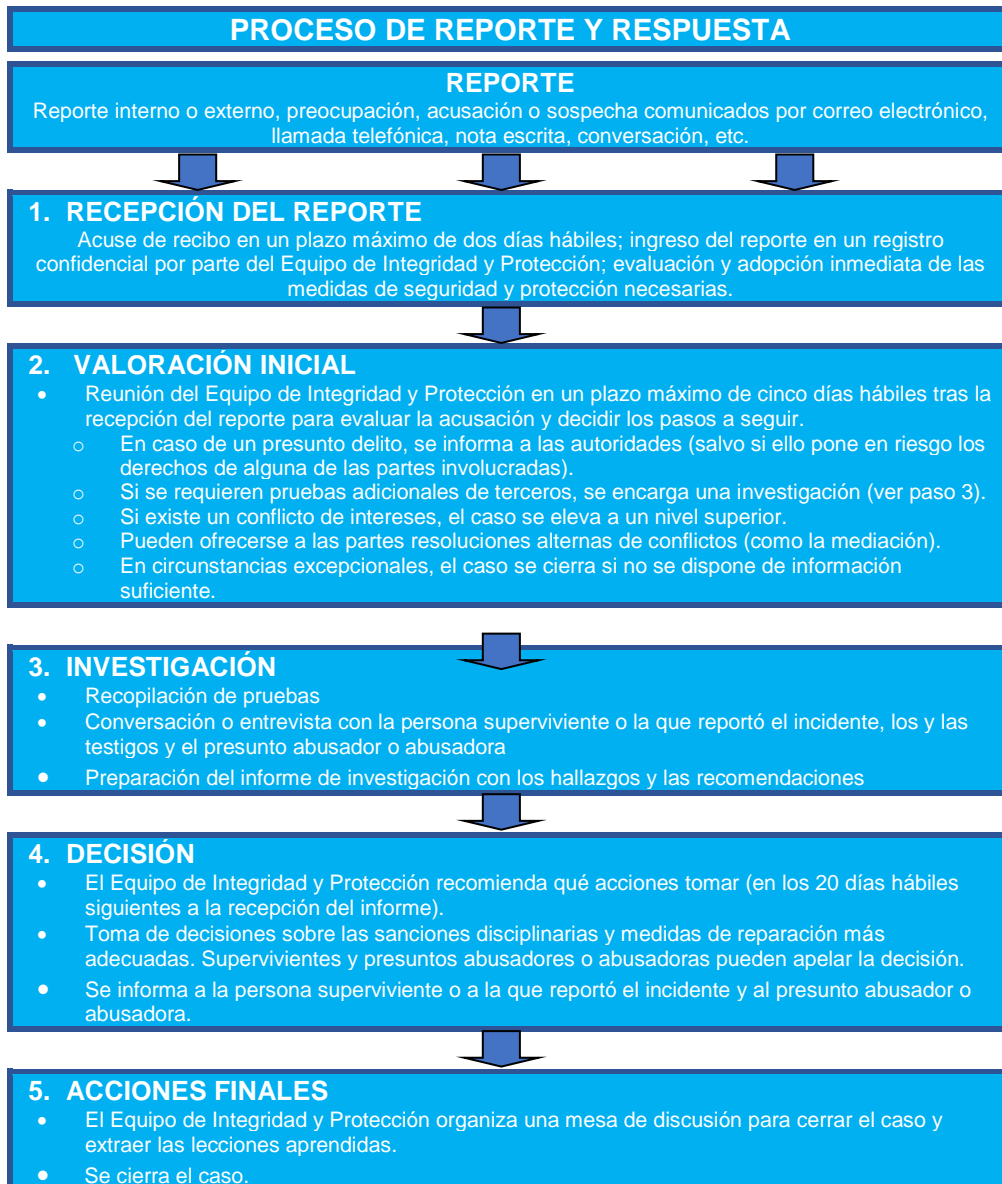 PROCESO DE REPORTE Y RESPUESTA
REPORTE
Reporte interno o externo, preocupación, acusación o sospecha comunicados por correo electrónico,
llamada telefónica, nota escrita, conversación, etc.
1. RECEPCIÓN DEL REPORTE
Acuse de recibo en un plazo máximo de dos días hábiles; ingreso del reporte en un registro
confidencial por parte del Equipo de Integridad y Protección; evaluación y adopción inmediata de las
medidas de seguridad y protección necesarias.
2. VALORACIÓN INICIAL
• Reunión del Equipo de Integridad y Protección en un plazo máximo de cinco días hábiles tras la
recepción del reporte para evaluar la acusación y decidir los pasos a seguir.
o En caso de un presunto delito, se informa a las autoridades (salvo si ello pone en riesgo los
derechos de alguna de las partes involucradas).
o Si se requieren pruebas adicionales de terceros, se encarga una investigación (ver paso 3).
o Si existe un conflicto de intereses, el caso se eleva a un nivel superior.
o Pueden ofrecerse a las partes resoluciones alternas de conflictos (como la mediación).
o En circunstancias excepcionales, el caso se cierra si no se dispone de información
suficiente.
3. INVESTIGACIÓN
• Recopilación de pruebas
• Conversación o entrevista con la persona superviviente o la que reportó el incidente, los y las
testigos y el presunto abusador o abusadora
• Preparación del informe de investigación con los hallazgos y las recomendaciones
4. DECISIÓN
• El Equipo de Integridad y Protección recomienda qué acciones tomar (en los 20 días hábiles
siguientes a la recepción del informe).
• Toma de decisiones sobre las sanciones disciplinarias y medidas de reparación más
adecuadas. Supervivientes y presuntos abusadores o abusadoras pueden apelar la decisión.
• Se informa a la persona superviviente o a la que reportó el incidente y al presunto abusador o
abusadora.
5. ACCIONES FINALES
• El Equipo de Integridad y Protección organiza una mesa de discusión para cerrar el caso y
extraer las lecciones aprendidas.
• Se cierra el caso.